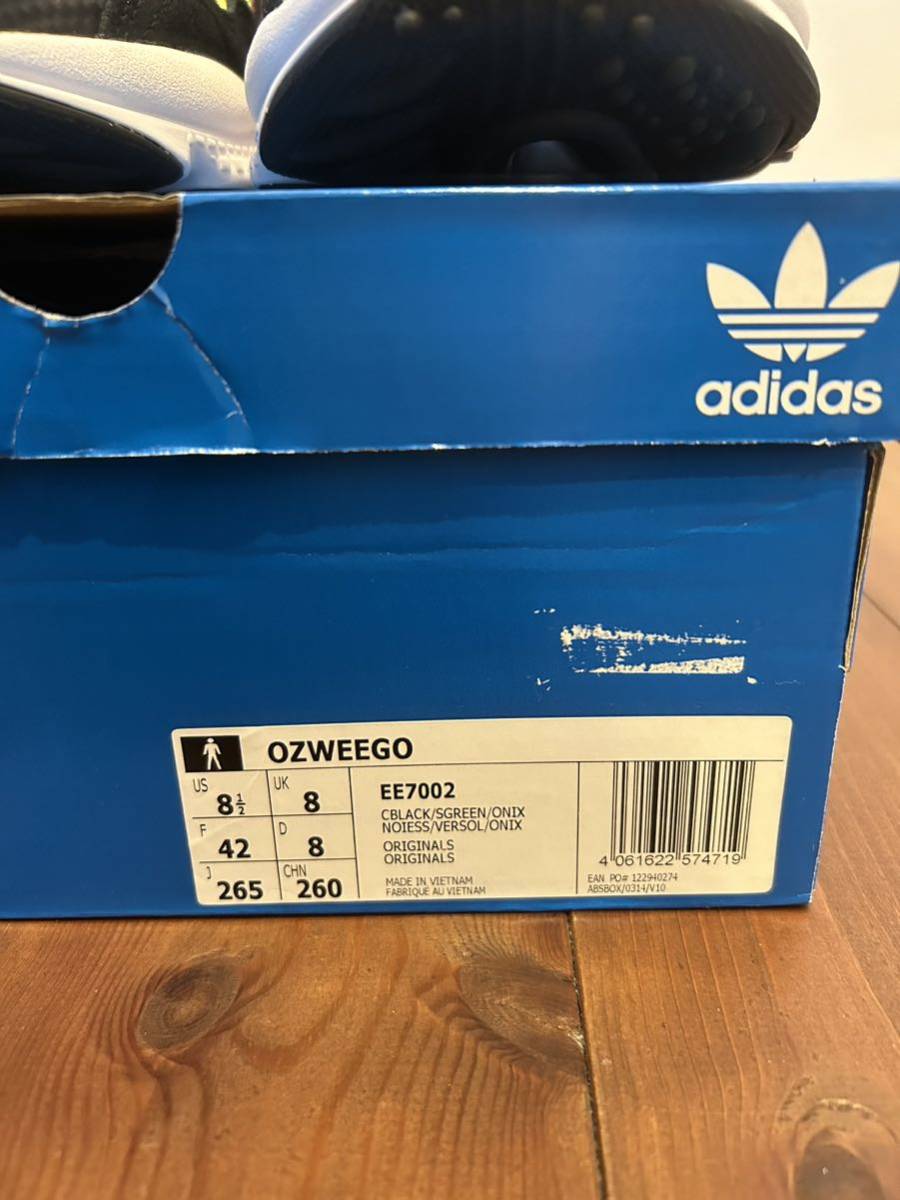 adidas
OZWEEGO
US 8½ UK 8
F 42 D 8
J 265 CHN 260
EE7002
CBLACK/SGREEN/ONIX
NOIESS/VERSOL/ONIX
ORIGINALS
ORIGINALS
MADE IN VIETNAM
FABRIQUÉ AU VIETNAM
4 061622 574719
EAN PO# 122940274
ABSBOX/0314/V10